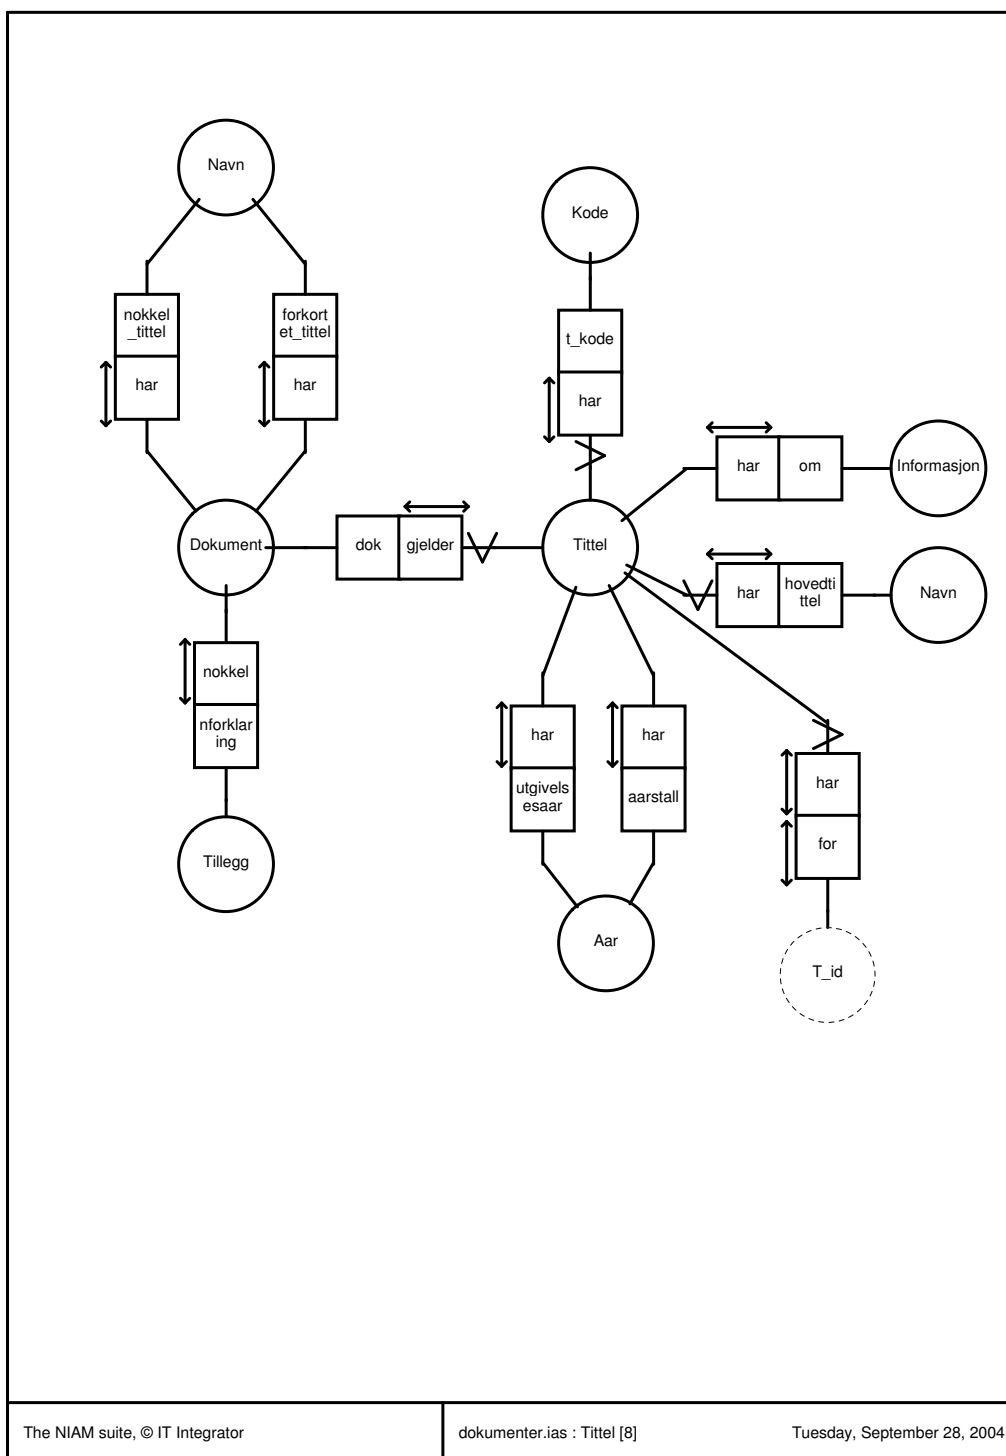 Navn
Kode
nokkel
_tittel
forkort
et_tittel
t_kode
har
har
har
har
om
Informasjon
Dokument
dok
gjelder
Tittel
har
hovedti
ttel
Navn
nokkel
nforklar
ing
har
utgivels
esaar
har
aarstall
har
for
Tillegg
Aar
T_id
The NIAM suite, © IT Integrator
dokumenter.ias : Tittel [8]
Tuesday, September 28, 2004